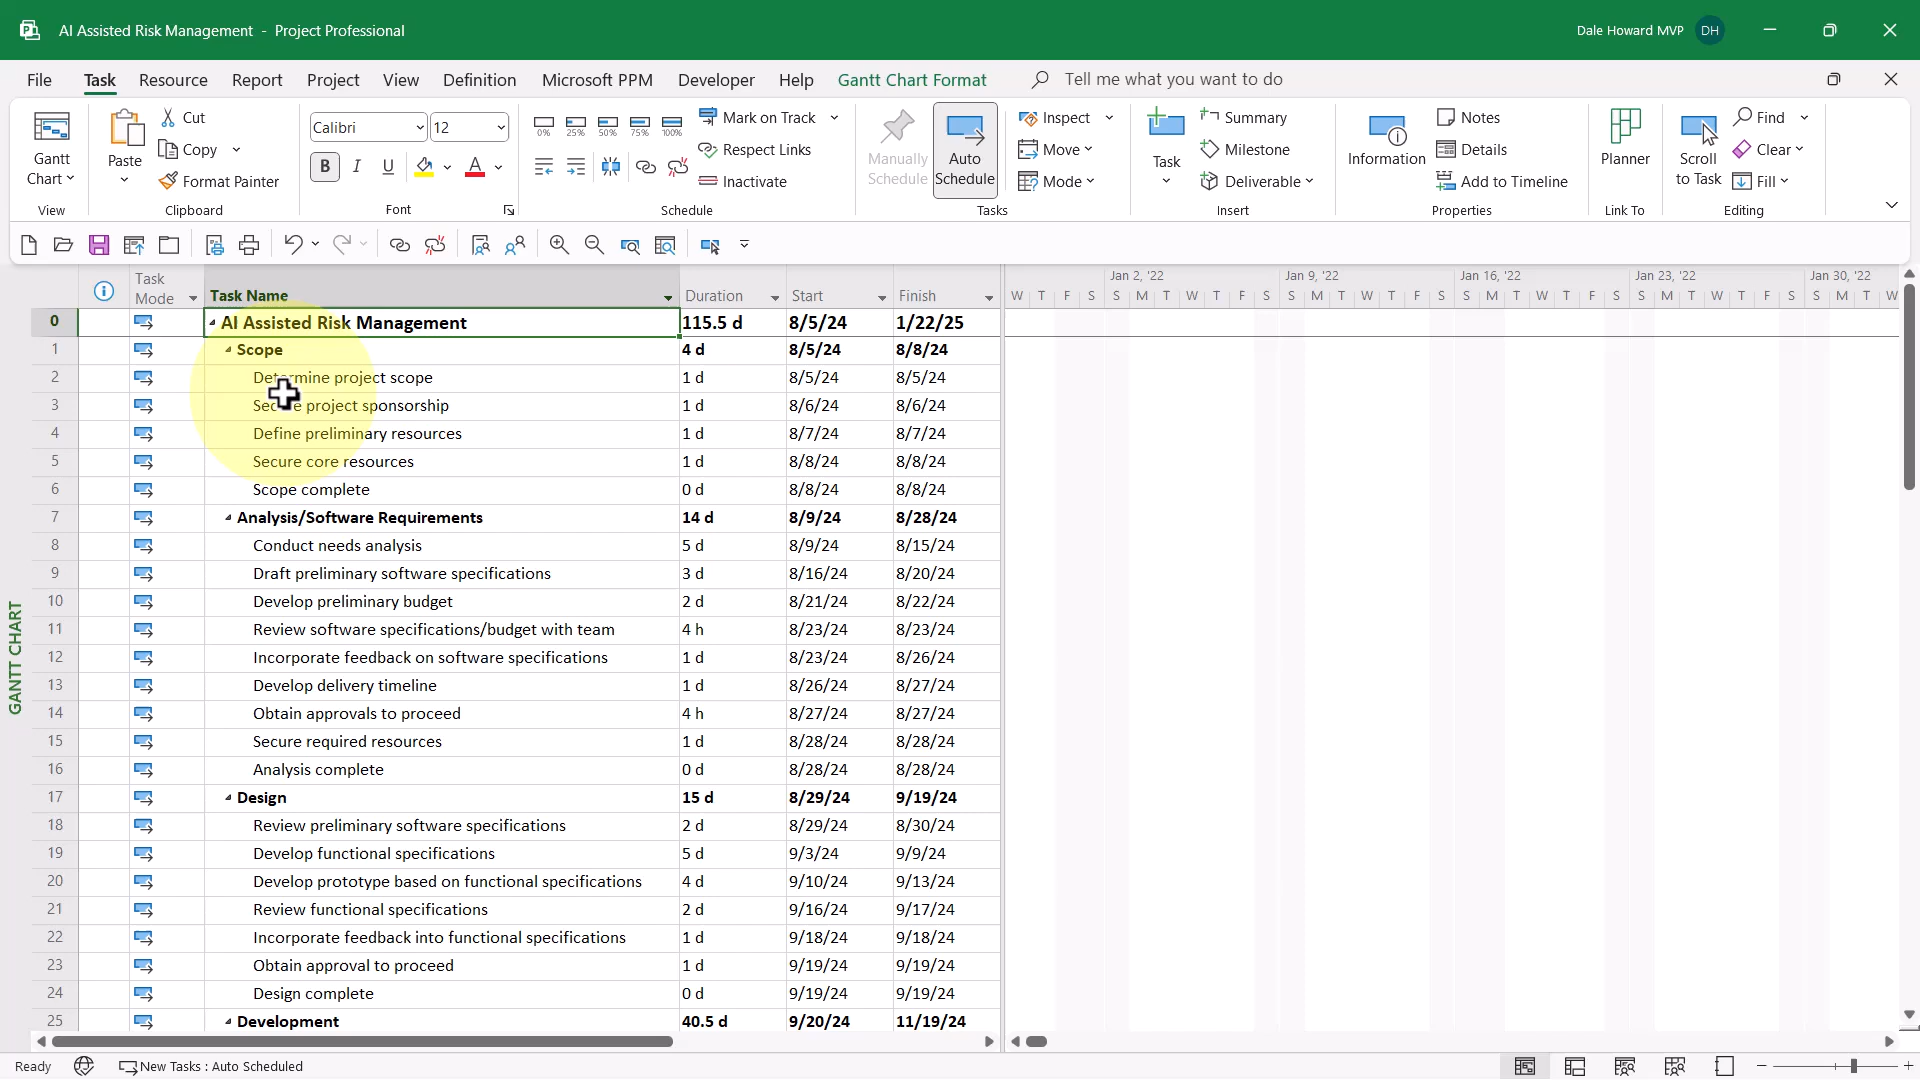 AI Assisted Risk Management - Project Professional
Dale Howard MVP DH
File Task Resource Report Project View Definition Microsoft PPM Developer Help Gantt Chart Format Tell me what you want to do
Gantt Chart
View
Paste
Cut
Copy
Format Painter
Clipboard
Calibri 12
B I U A
Font
0% 25% 50% 75% 100%
Mark on Track
Respect Links
Inactivate
Schedule
Manually Schedule
Auto Schedule
Inspect
Move
Mode
Tasks
Task
Summary
Milestone
Deliverable
Insert
Information
Notes
Details
Add to Timeline
Properties
Planner
Link To
Scroll to Task
Find
Clear
Fill
Editing
Task Mode Task Name Duration Start Finish
Jan 2, '22 Jan 9, '22 Jan 16, '22 Jan 23, '22 Jan 30, '22
W T F S S M T W T F S S M T W T F S S M T W T F S S M T W T F S S M T W
0 AI Assisted Risk Management 115.5 d 8/5/24 1/22/25
1 Scope 4 d 8/5/24 8/8/24
2 Determine project scope 1 d 8/5/24 8/5/24
3 Secure project sponsorship 1 d 8/6/24 8/6/24
4 Define preliminary resources 1 d 8/7/24 8/7/24
5 Secure core resources 1 d 8/8/24 8/8/24
6 Scope complete 0 d 8/8/24 8/8/24
7 Analysis/Software Requirements 14 d 8/9/24 8/28/24
8 Conduct needs analysis 5 d 8/9/24 8/15/24
9 Draft preliminary software specifications 3 d 8/16/24 8/20/24
10 Develop preliminary budget 2 d 8/21/24 8/22/24
11 Review software specifications/budget with team 4 h 8/23/24 8/23/24
12 Incorporate feedback on software specifications 1 d 8/23/24 8/26/24
13 Develop delivery timeline 1 d 8/26/24 8/27/24
14 Obtain approvals to proceed 4 h 8/27/24 8/27/24
15 Secure required resources 1 d 8/28/24 8/28/24
16 Analysis complete 0 d 8/28/24 8/28/24
17 Design 15 d 8/29/24 9/19/24
18 Review preliminary software specifications 2 d 8/29/24 8/30/24
19 Develop functional specifications 5 d 9/3/24 9/9/24
20 Develop prototype based on functional specifications 4 d 9/10/24 9/13/24
21 Review functional specifications 2 d 9/16/24 9/17/24
22 Incorporate feedback into functional specifications 1 d 9/18/24 9/18/24
23 Obtain approval to proceed 1 d 9/19/24 9/19/24
24 Design complete 0 d 9/19/24 9/19/24
25 Development 40.5 d 9/20/24 11/19/24
GANTT CHART
Ready New Tasks : Auto Scheduled